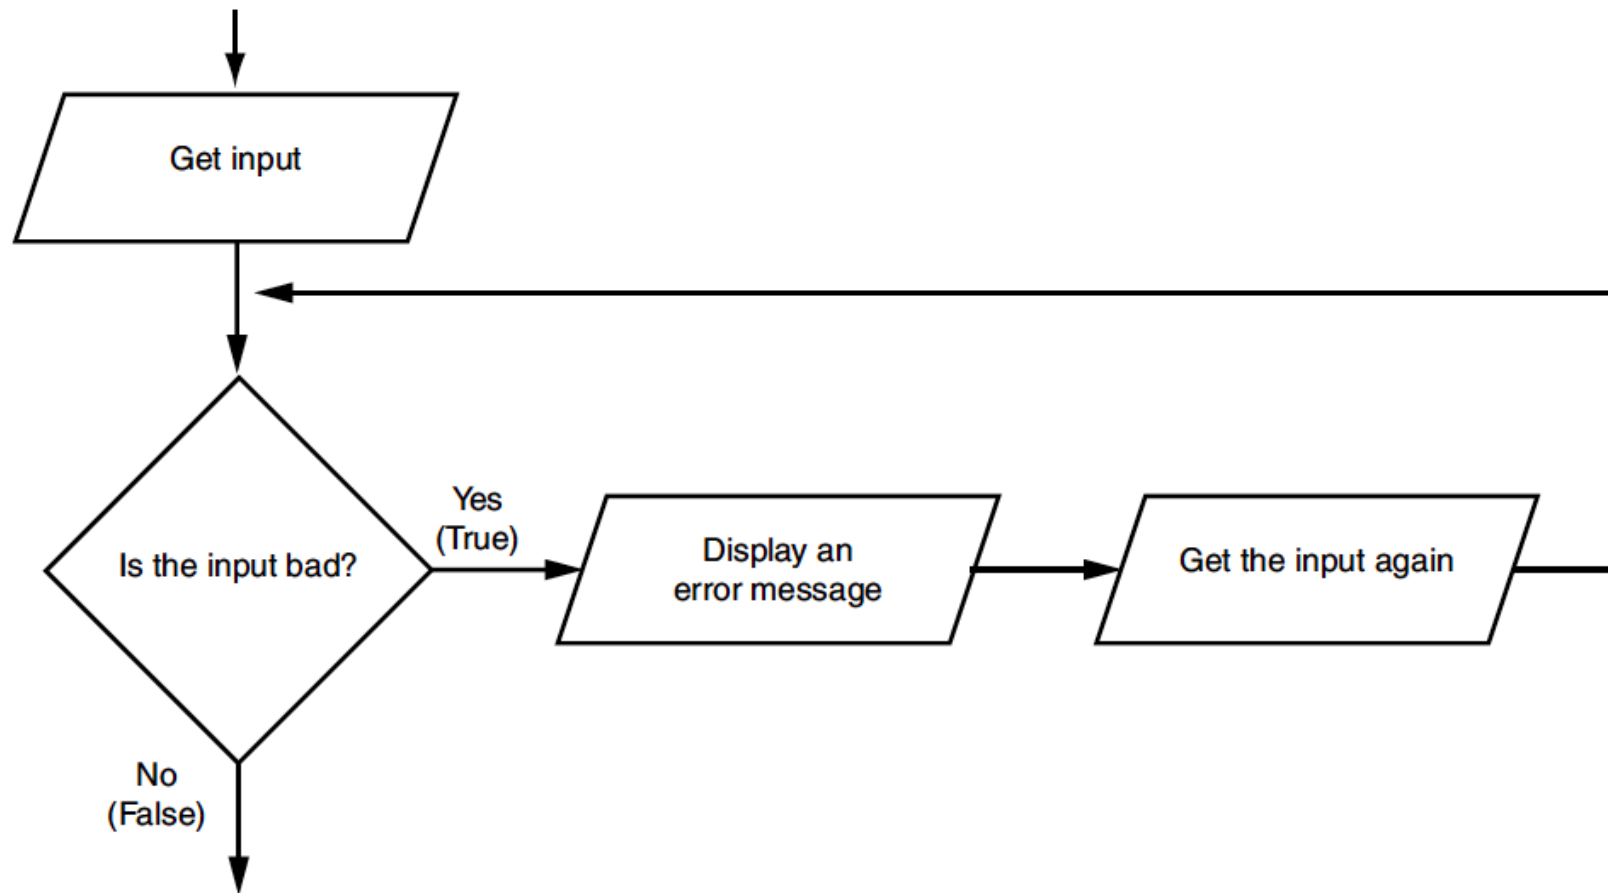 Get input
Yes
(True)
Is the input bad?
Display an
error message
Get the input again
No
(False)